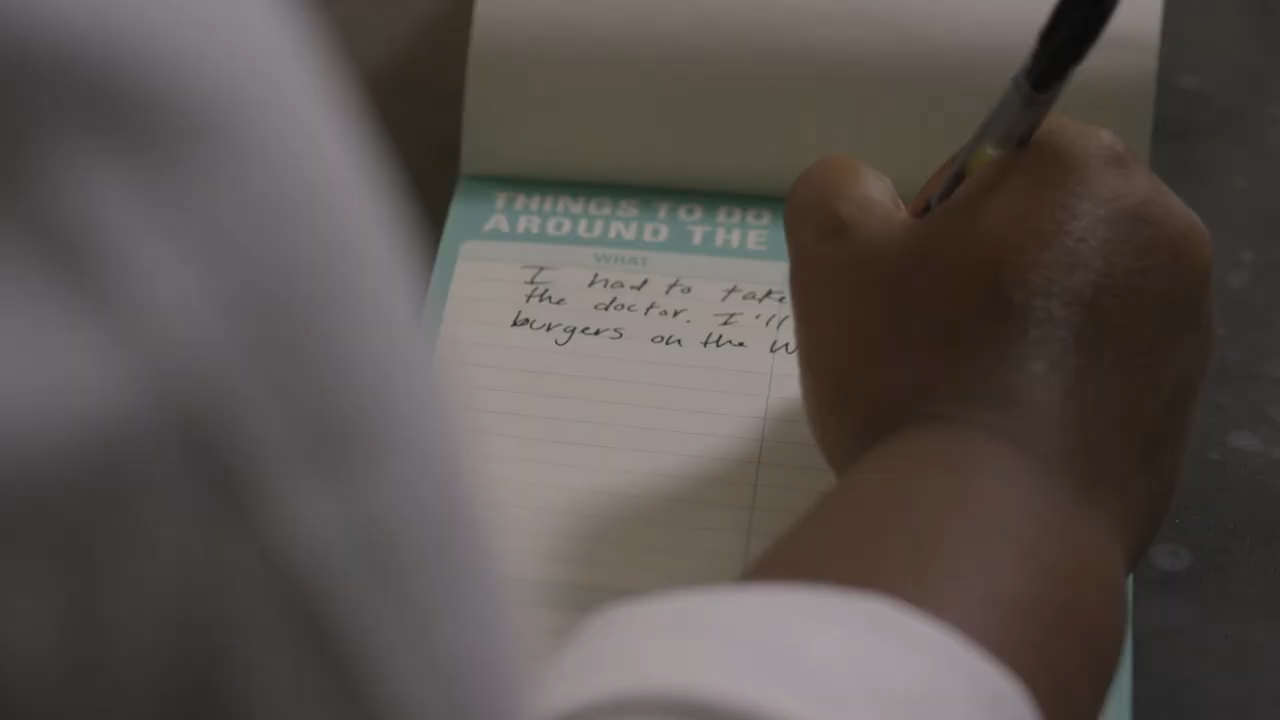 THINGS TO DO
AROUND THE
WHAT
I had to take
the doctor. I'll
burgers on the